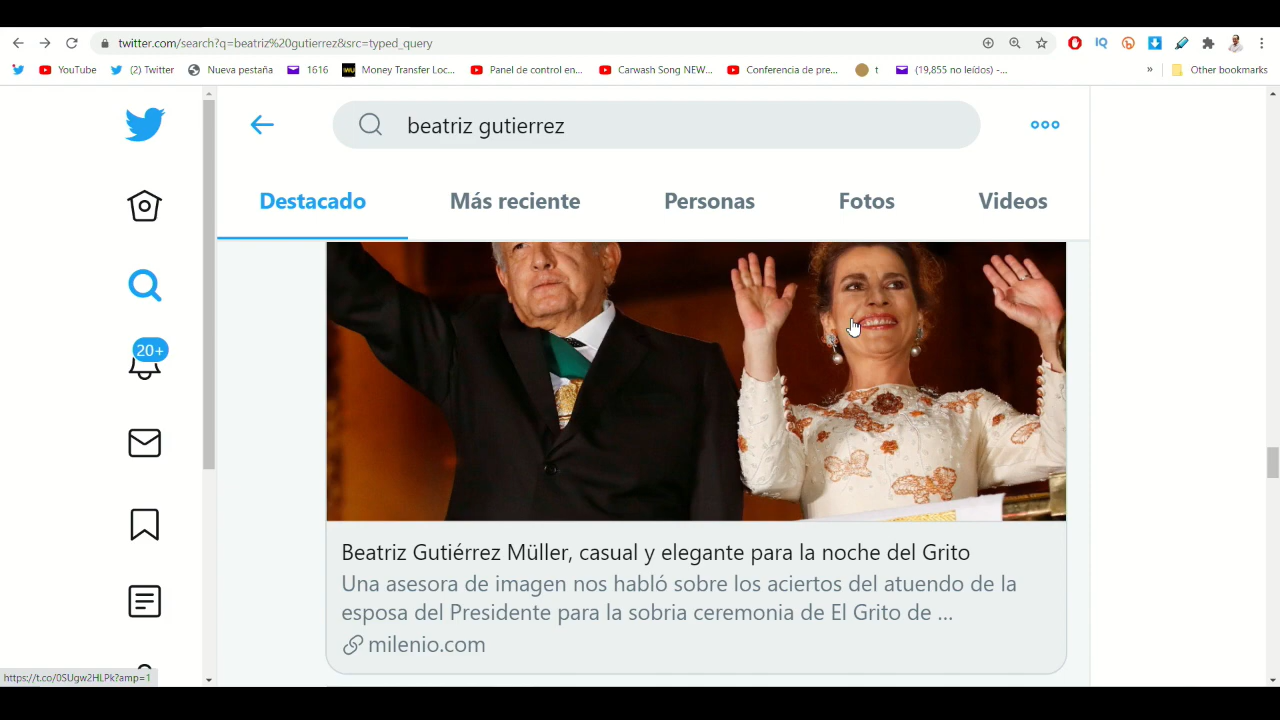 twitter.com/search?q=beatriz%20gutierrez&src=typed_query
YouTube
(2) Twitter
Nueva pestaña
1616
Money Transfer Loc...
Panel de control en...
Carwash Song NEW...
Conferencia de pre...
t
(19,855 no leídos) -...
»
Other bookmarks
beatriz gutierrez
Destacado
Más reciente
Personas
Fotos
Videos
20+
Beatriz Gutiérrez Müller, casual y elegante para la noche del Grito
Una asesora de imagen nos habló sobre los aciertos del atuendo de la
esposa del Presidente para la sobria ceremonia de El Grito de ...
milenio.com
https://t.co/0SUgw2HLPk?amp=1